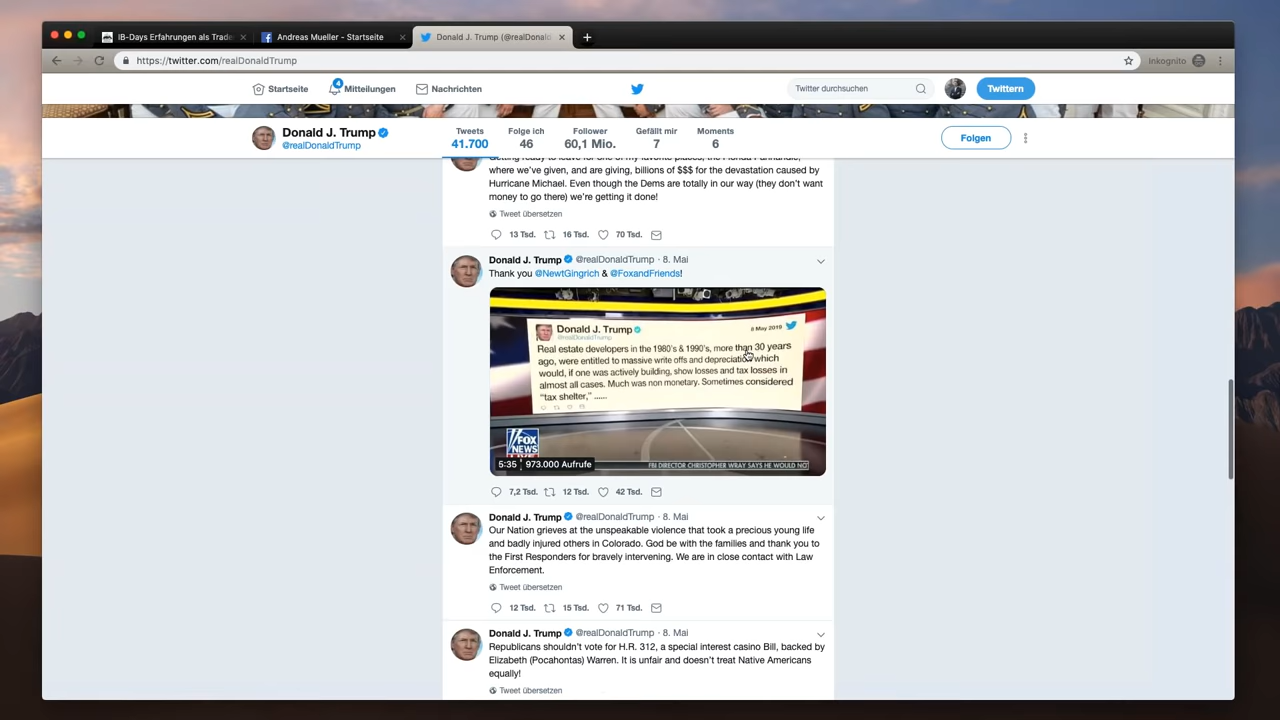 IB-Days Erfahrungen als Trade
Andreas Mueller - Startseite
Donald J. Trump (@realDonald
https://twitter.com/realDonaldTrump
Inkognito
Startseite
4
Mitteilungen
Nachrichten
Twitter durchsuchen
Twittern
Donald J. Trump
@realDonaldTrump
Tweets
41.700
Folge ich
46
Follower
60,1 Mio.
Gefällt mir
7
Moments
6
Folgen
Getting ready to leave for one of my favorite places, the Florida Panhandle,
where we've given, and are giving, billions of $$$ for the devastation caused by
Hurricane Michael. Even though the Dems are totally in our way (they don't want
money to go there) we're getting it done!
Tweet übersetzen
13 Tsd. 16 Tsd. 70 Tsd.
Donald J. Trump @realDonaldTrump · 8. Mai
Thank you @NewtGingrich & @FoxandFriends!
Donald J. Trump
@realDonaldTrump
8 May 2019
Real estate developers in the 1980's & 1990's, more than 30 years
ago, were entitled to massive write offs and depreciation which
would, if one was actively building, show losses and tax losses in
almost all cases. Much was non monetary. Sometimes considered
"tax shelter," ......
FOX
NEWS
LIVE
5:35 973.000 Aufrufe
FBI DIRECTOR CHRISTOPHER WRAY SAYS HE WOULD NOT
7,2 Tsd. 12 Tsd. 42 Tsd.
Donald J. Trump @realDonaldTrump · 8. Mai
Our Nation grieves at the unspeakable violence that took a precious young life
and badly injured others in Colorado. God be with the families and thank you to
the First Responders for bravely intervening. We are in close contact with Law
Enforcement.
Tweet übersetzen
12 Tsd. 15 Tsd. 71 Tsd.
Donald J. Trump @realDonaldTrump · 8. Mai
Republicans shouldn't vote for H.R. 312, a special interest casino Bill, backed by
Elizabeth (Pocahontas) Warren. It is unfair and doesn't treat Native Americans
equally!
Tweet übersetzen